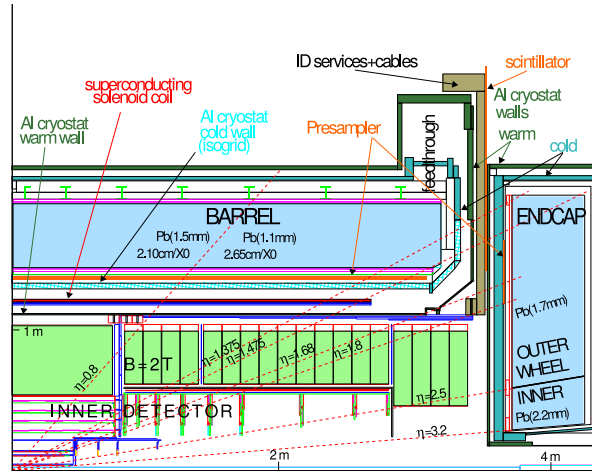 ID services+cables
scintillator
superconducting
solenoid coil
Al cryostat
walls
warm
cold
Al cryostat
warm wall
Al cryostat
cold wall
(isogrid)
Presampler
feedthrough
BARREL
ENDCAP
Pb(1.5mm)
Pb(1.1mm)
2.10cm/X0
2.65cm/X0
Pb(1.7mm)
1 m
B=2T
η=0.8
η=1.375
η=1.475
η=1.68
η=1.8
OUTER
WHEEL
η=2.5
INNER
Pb(2.2mm)
INNER DETECTOR
η=3.2
2 m
4 m